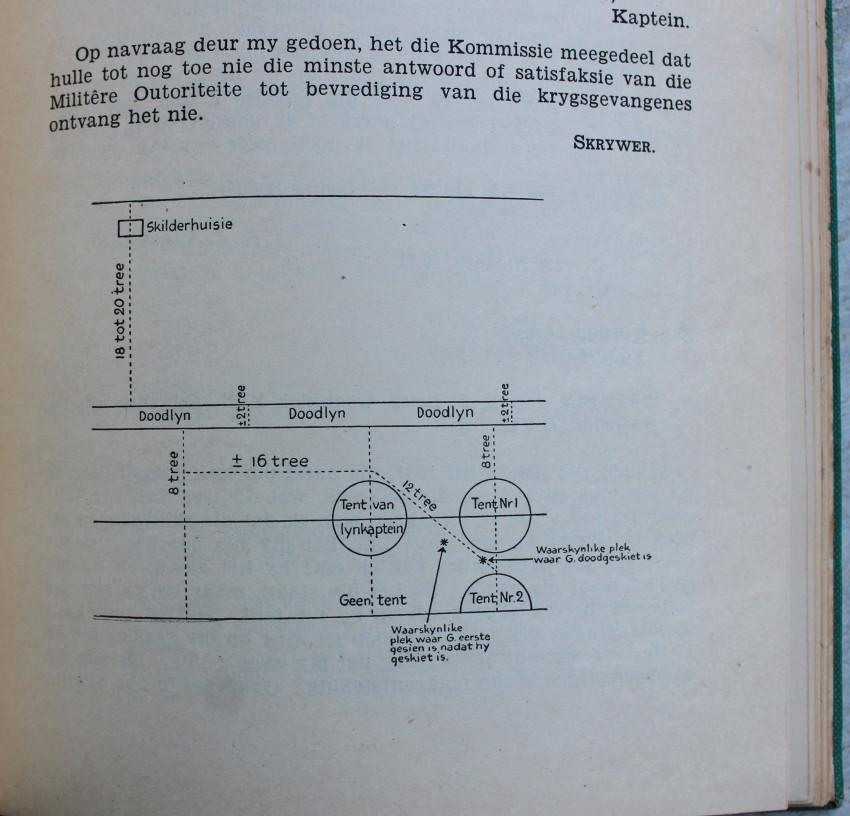 Kaptein.
Op navraag deur my gedoen, het die Kommissie meegedeel dat
hulle tot nog toe nie die minste antwoord of satisfaksie van die
Militêre Outoriteite tot bevrediging van die krygsgevangenes
ontvang het nie.
SKRYWER.
Skilderhuisie
18 tot 20 tree
±2 tree
±2 tree
Doodlyn
Doodlyn
Doodlyn
8 tree
± 16 tree
12 tree
8 tree
Tent van
lynkaptein
Tent Nr 1
Waarskynlike plek
waar G. doodgeskiet is
Geen tent
Tent Nr. 2
Waarskynlike
plek waar G. eerste
gesien is, nadat hy
geskiet is.